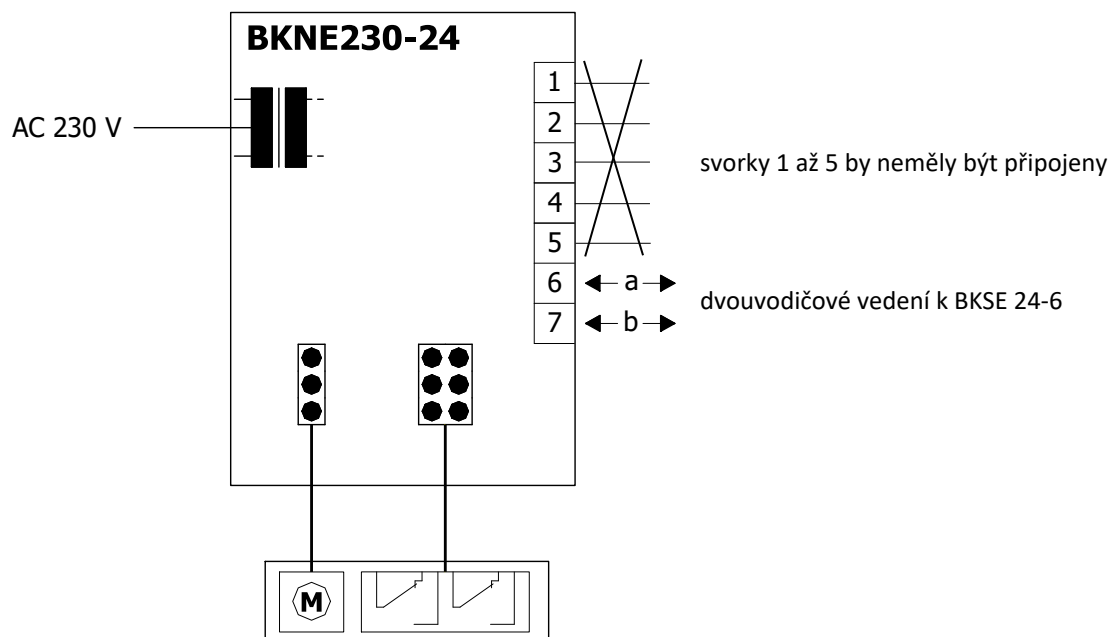 BKNE230-24
AC 230 V
1
2
3
4
5
6
7
svorky 1 až 5 by neměly být připojeny
a
b
dvouvodičové vedení k BKSE 24-6
M